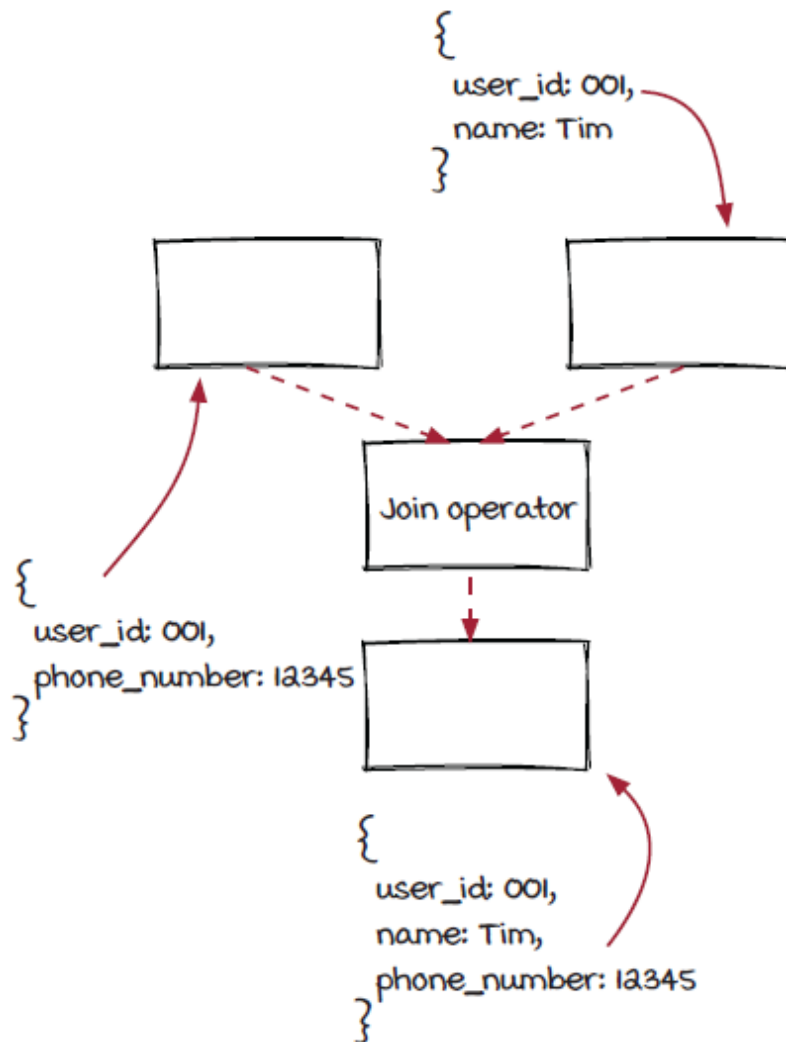 {
user_id: 001,
name: Tim
}
Join operator
{
user_id: 001,
phone_number: 12345
}
{
user_id: 001,
name: Tim,
phone_number: 12345
}